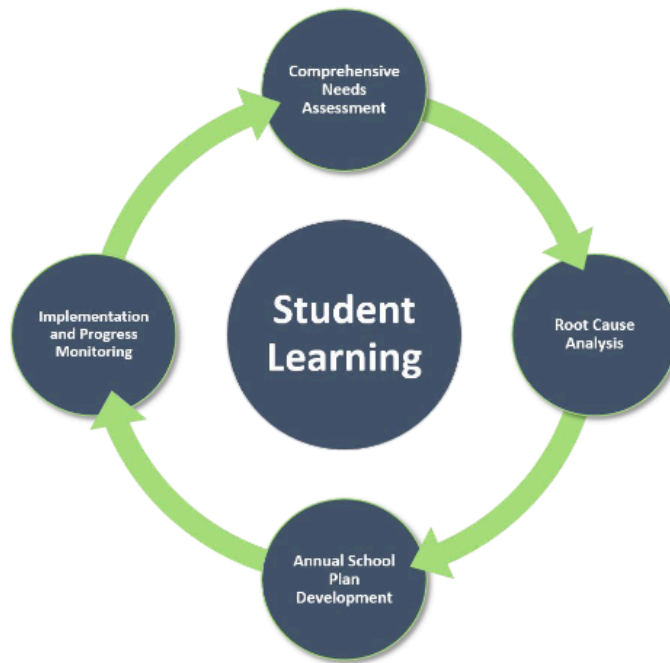 Comprehensive
Needs
Assessment
Student
Learning
Implementation
and Progress
Monitoring
Root Cause
Analysis
Annual School
Plan
Development